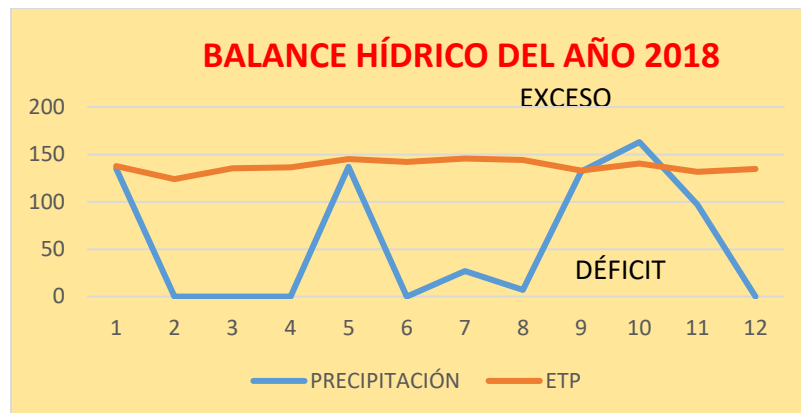 BALANCE HÍDRICO DEL AÑO 2018
EXCESO
200
150
100
50
0
DÉFICIT
1 2 3 4 5 6 7 8 9 10 11 12
PRECIPITACIÓN ETP